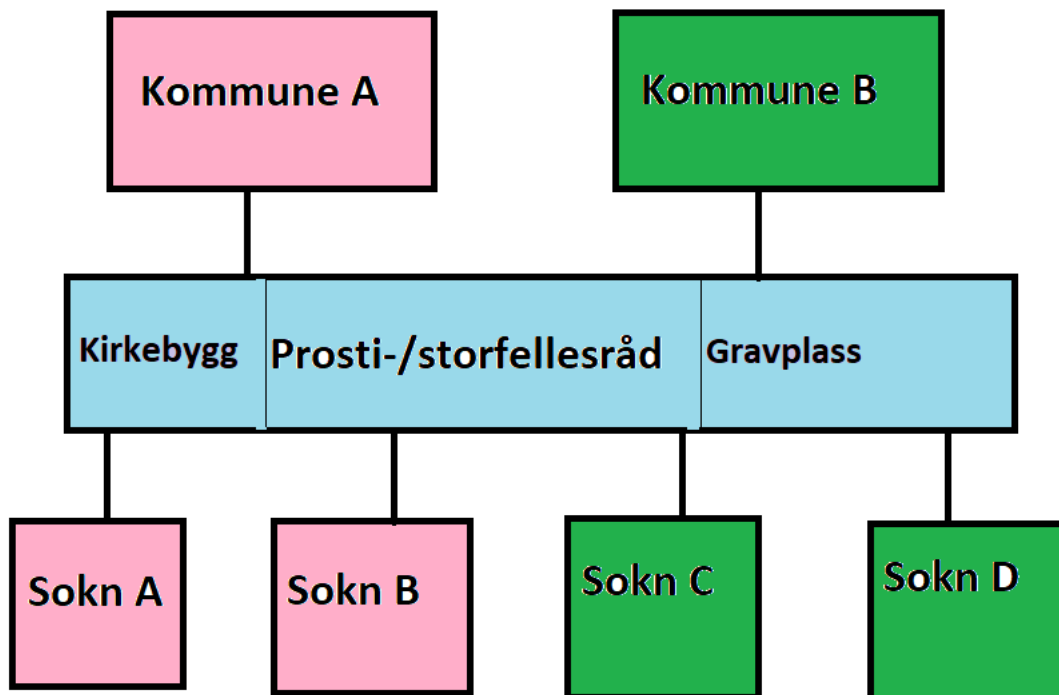 Kommune A
Kommune B
Kirkebygg
Prosti-/storfellesråd
Gravplass
Sokn A
Sokn B
Sokn C
Sokn D